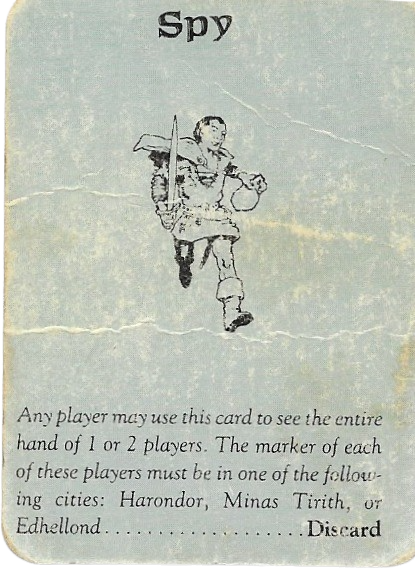 Spy
Any player may use this card to see the entire
hand of 1 or 2 players. The marker of each
of these players must be in one of the follow-
ing cities: Harondor, Minas Tirith, or
Edhellond....................Discard